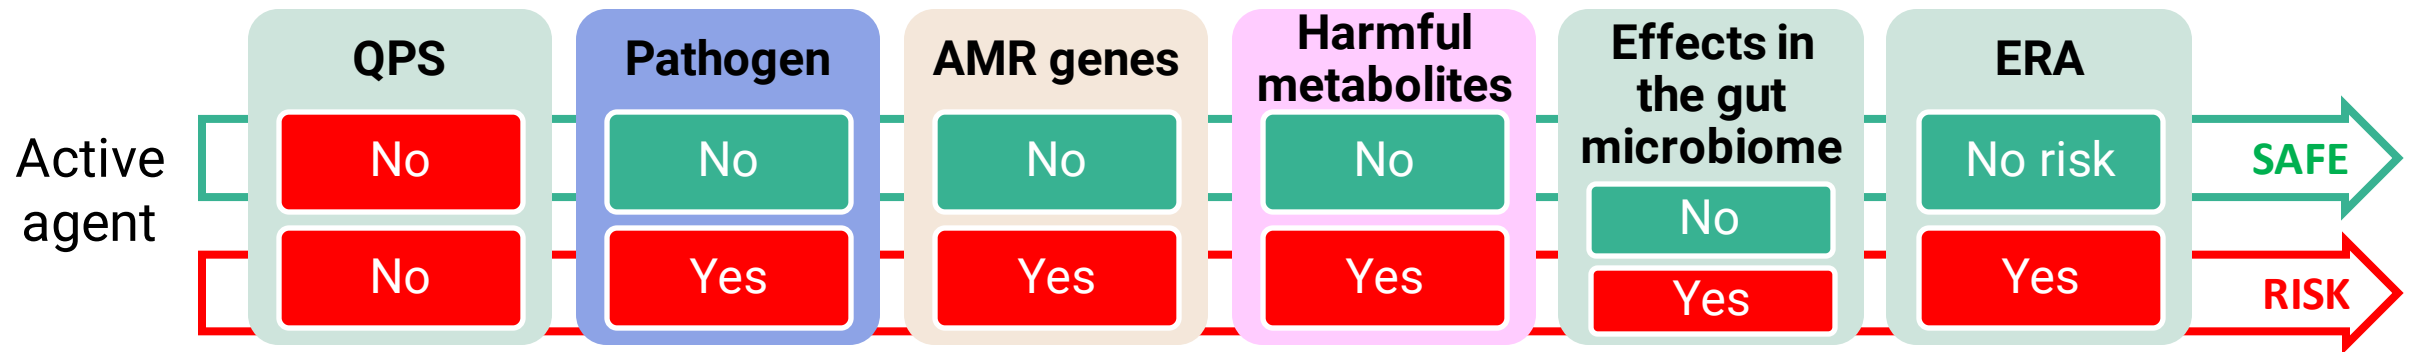 Active
agent
QPS
No
No
Pathogen
No
Yes
AMR genes
No
Yes
Harmful
metabolites
No
Yes
Effects in
the gut
microbiome
No
Yes
ERA
No risk
Yes
SAFE
RISK